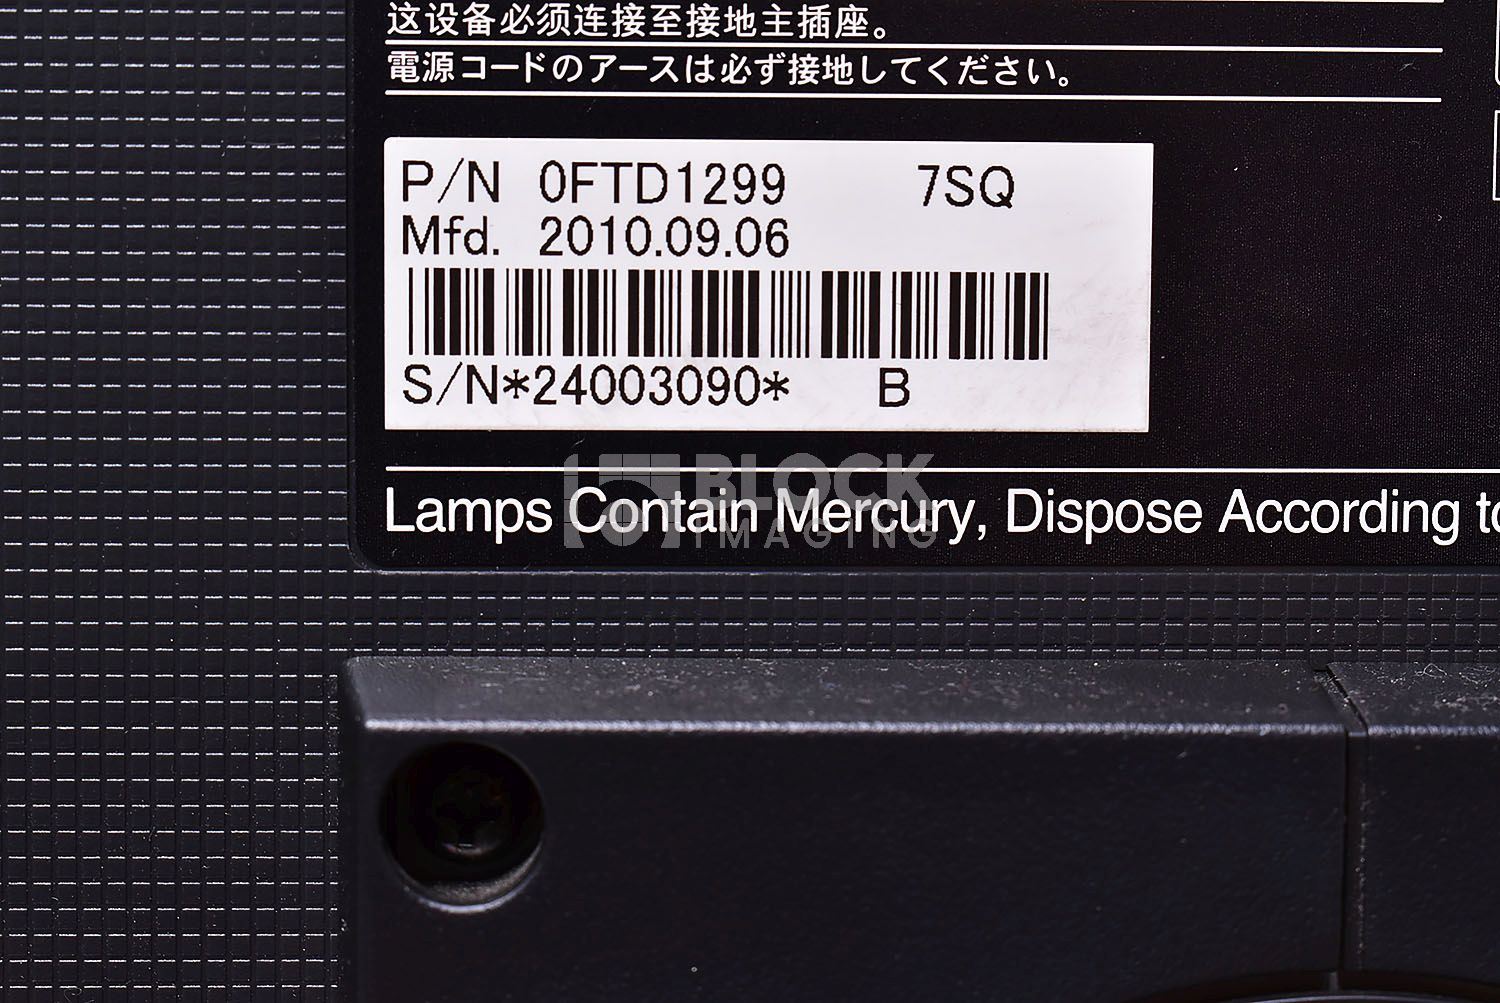 这设备必须连接至接地主插座。
電源コードのアースは必ず接地してください。
P/N 0FTD1299 7SQ
Mfd. 2010.09.06
S/N*24003090* B
BLOCK
IMAGING
Lamps Contain Mercury, Dispose According to